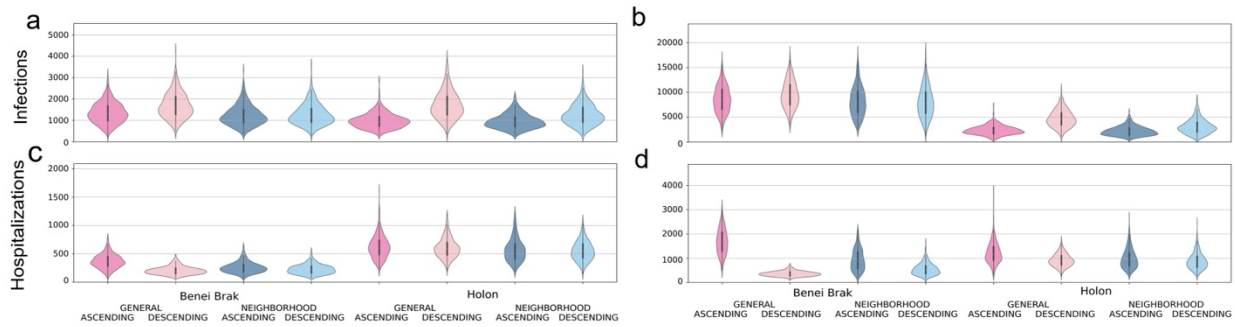 a
b
5000
4000
3000
2000
1000
0
Infections
20000
15000
10000
5000
0
c
d
2000
1500
1000
500
0
Hospitalizations
4000
3000
2000
1000
0
Benei Brak
Holon
GENERAL NEIGHBORHOOD GENERAL NEIGHBORHOOD
ASCENDING DESCENDING ASCENDING DESCENDING ASCENDING DESCENDING ASCENDING DESCENDING
Benei Brak
Holon
GENERAL NEIGHBORHOOD GENERAL NEIGHBORHOOD
ASCENDING DESCENDING ASCENDING DESCENDING ASCENDING DESCENDING ASCENDING DESCENDING